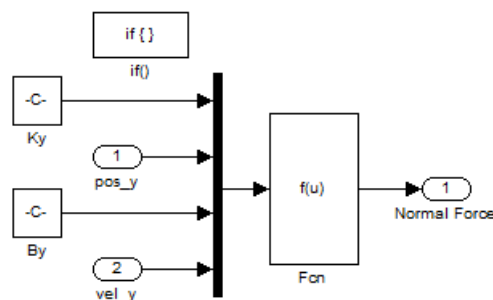 if { }
if()
-C-
Ky
1
pos_y
-C-
By
2
vel_y
f(u)
Fcn
1
Normal Force